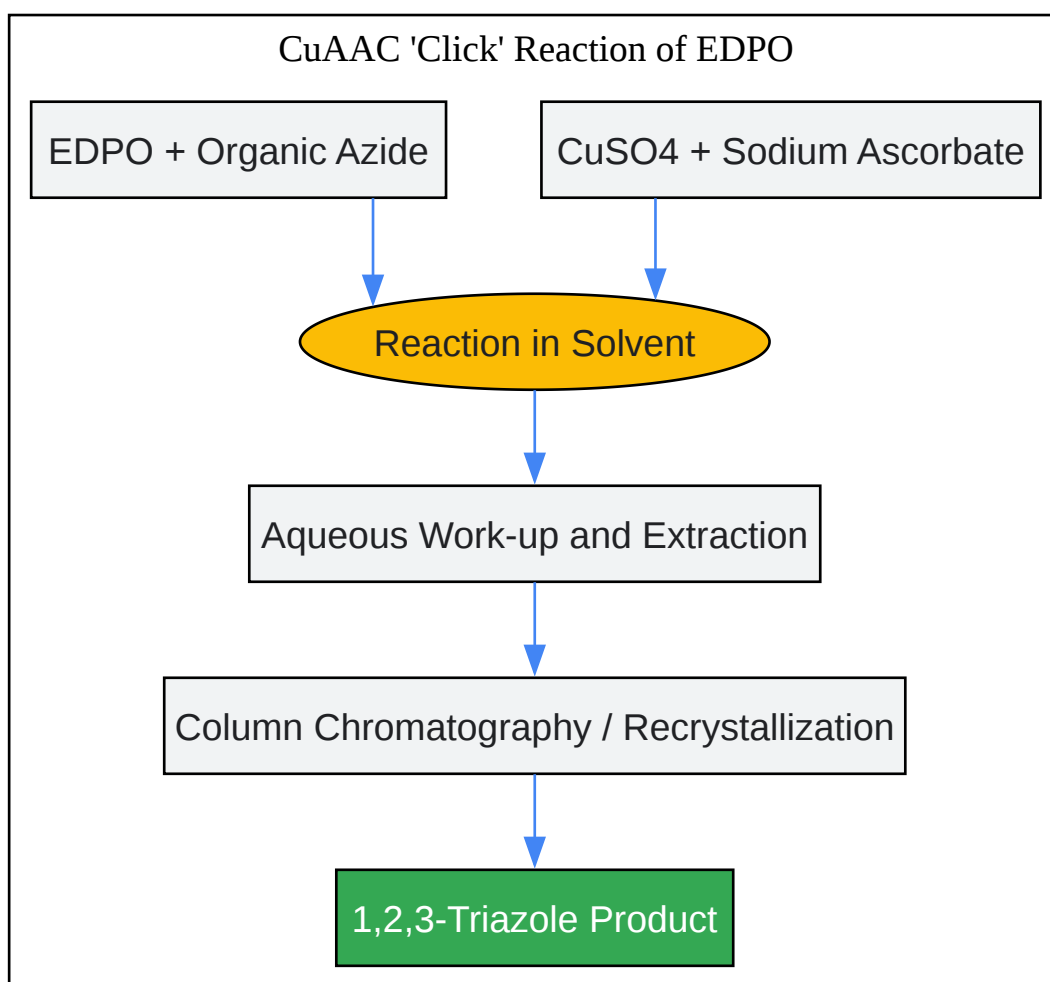 CuAAC 'Click' Reaction of EDPO
EDPO + Organic Azide
CuSO4 + Sodium Ascorbate
Reaction in Solvent
Aqueous Work-up and Extraction
Column Chromatography / Recrystallization
1,2,3-Triazole Product